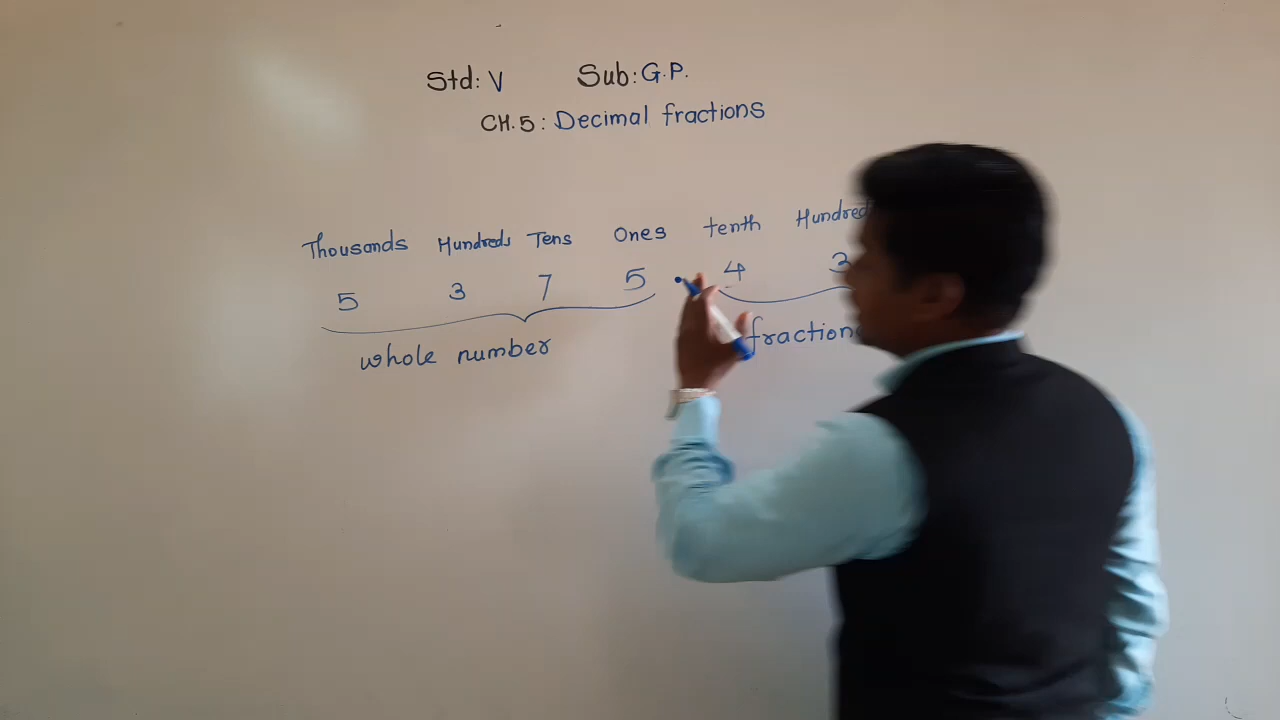 Std: V Sub: G.P.
CH.5: Decimal fractions
Thousands Hundreds Tens Ones tenth
5 3 7 5 . 4 3
whole number fraction